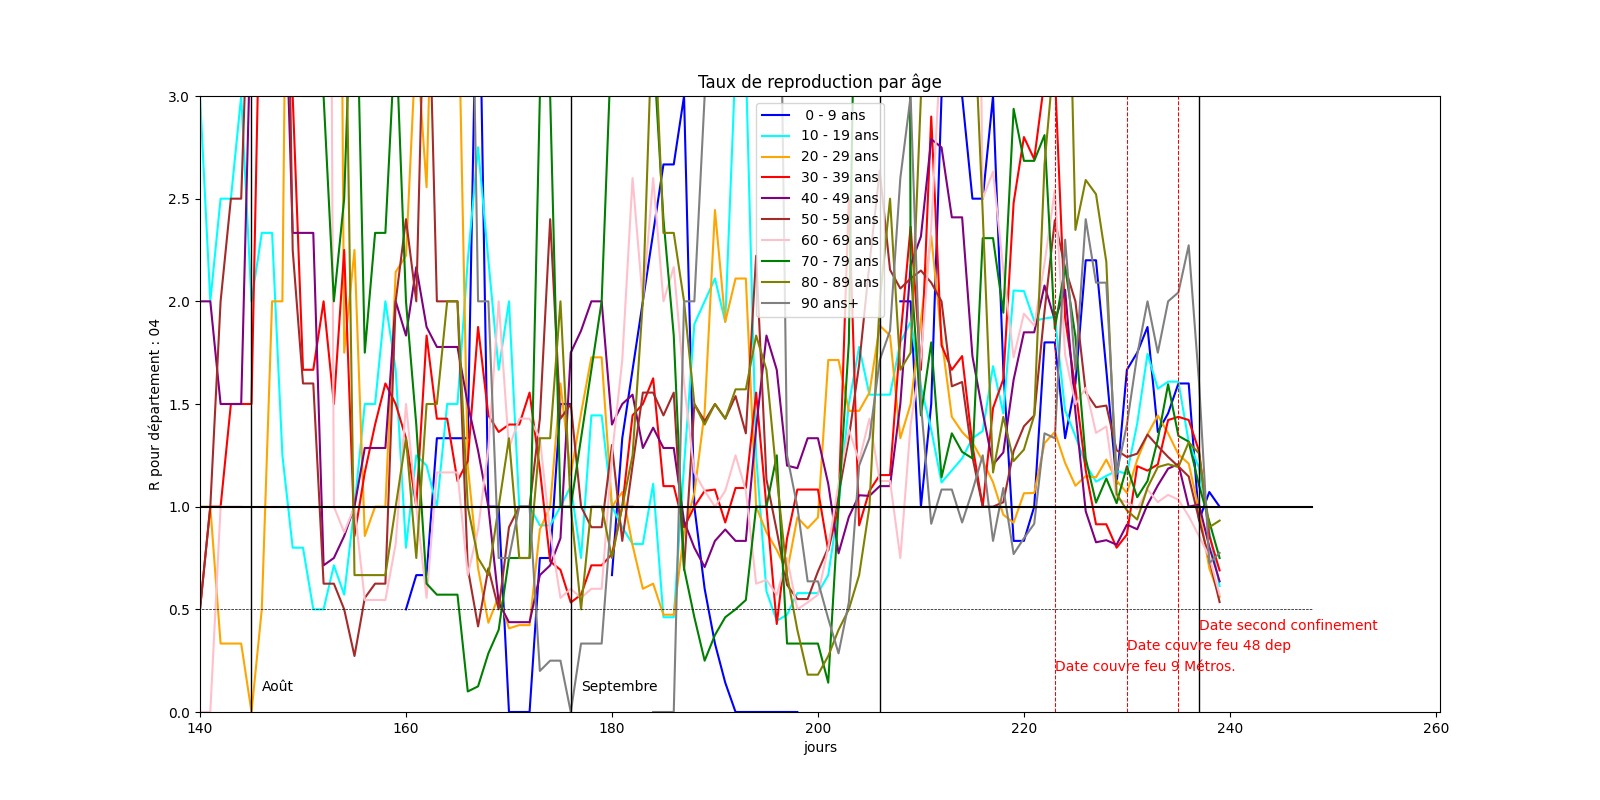 Taux de reproduction par âge
R pour département : 04
3.0
2.5
2.0
1.5
1.0
0.5
0.0
0 - 9 ans
10 - 19 ans
20 - 29 ans
30 - 39 ans
40 - 49 ans
50 - 59 ans
60 - 69 ans
70 - 79 ans
80 - 89 ans
90 ans+
Date second confinement
Date couvre feu 48 dep
Date couvre feu 9 Métros.
Août
Septembre
140 160 180 200 220 240 260
jours